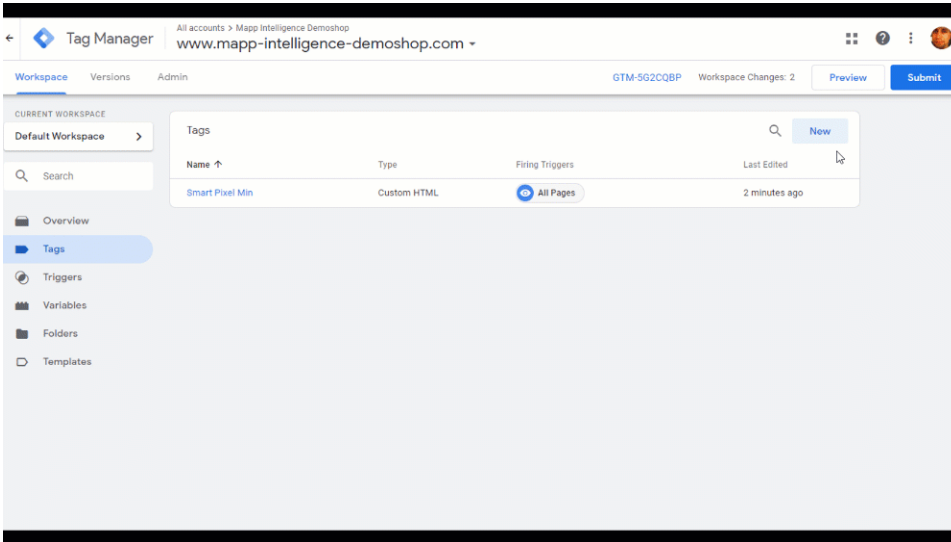 All accounts > Mapp Intelligence Demoshop
Tag Manager
www.mapp-intelligence-demoshop.com
Workspace Versions Admin GTM-5G2CQBP Workspace Changes: 2 Preview Submit
CURRENT WORKSPACE
Default Workspace
Search
Overview
Tags
Triggers
Variables
Folders
Templates
Tags New
Name Type Firing Triggers Last Edited
Smart Pixel Min Custom HTML All Pages 2 minutes ago